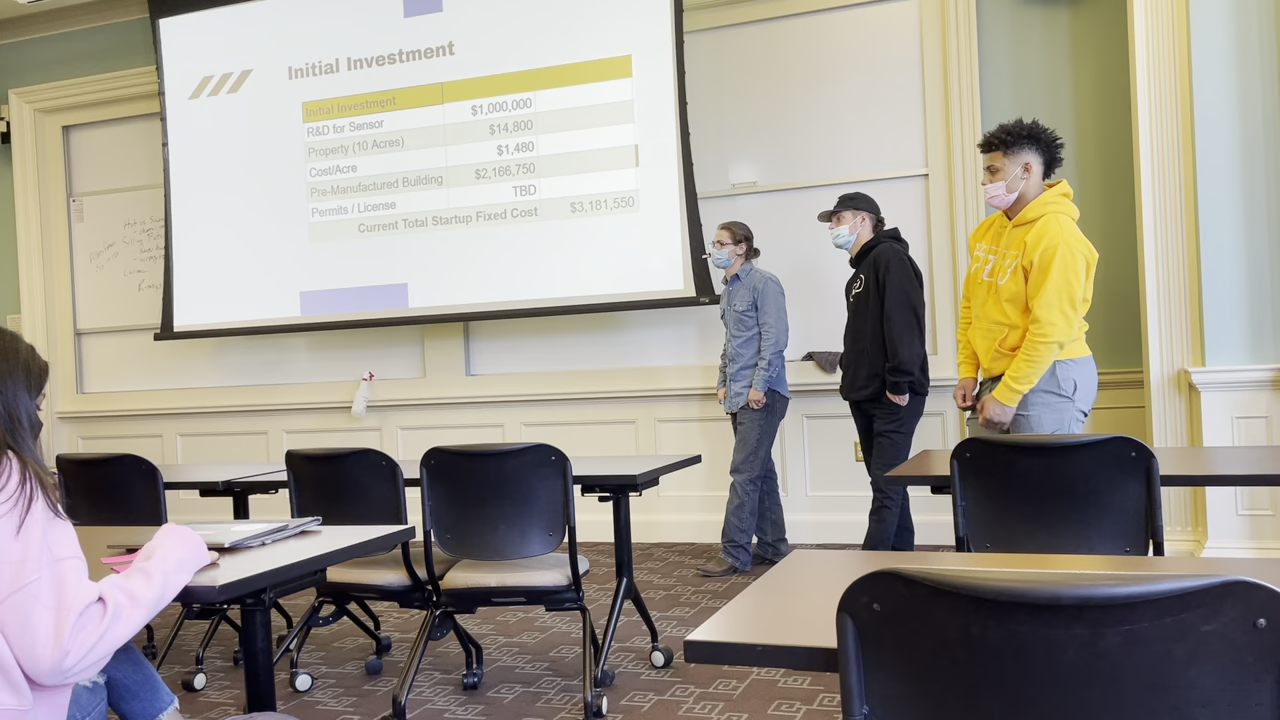 Initial Investment
Initial Investment
R&D for Sensor $1,000,000
Property (10 Acres) $14,800
Cost/Acre $1,480
Pre-Manufactured Building $2,166,750
Permits / License TBD
Current Total Startup Fixed Cost $3,181,550